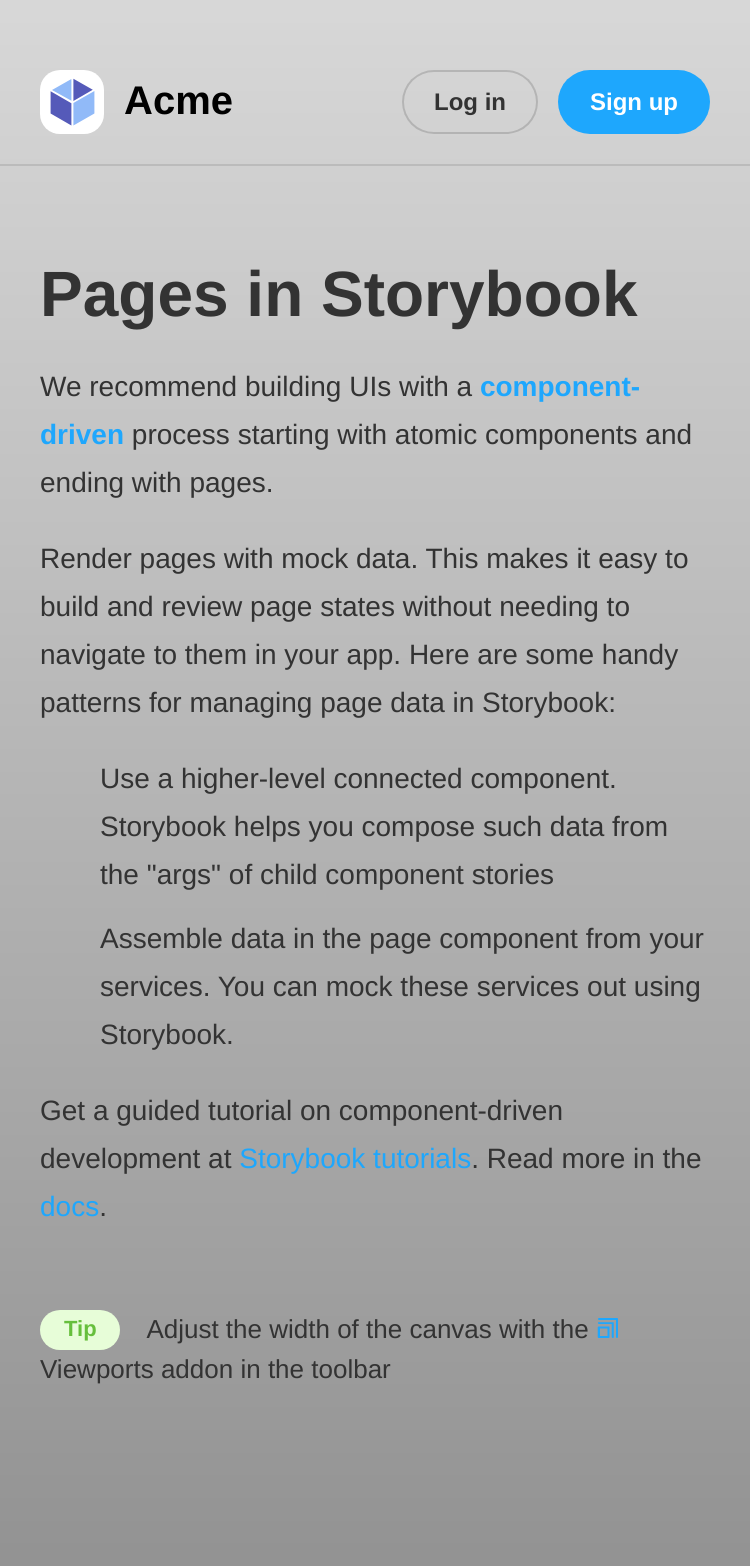 Acme
Log in
Sign up
Pages in Storybook
We recommend building UIs with a component-
driven process starting with atomic components and
ending with pages.
Render pages with mock data. This makes it easy to
build and review page states without needing to
navigate to them in your app. Here are some handy
patterns for managing page data in Storybook:
Use a higher-level connected component.
Storybook helps you compose such data from
the "args" of child component stories
Assemble data in the page component from your
services. You can mock these services out using
Storybook.
Get a guided tutorial on component-driven
development at Storybook tutorials. Read more in the
docs.
Tip Adjust the width of the canvas with the
Viewports addon in the toolbar